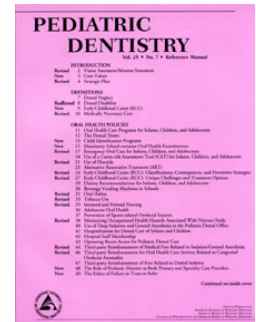 PEDIATRIC
DENTISTRY
Vol. 25 • No. 7 • Reference Manual
INTRODUCTION
Revised 2 Vision Statement/Mission Statement
New 3 Core Values
Revised 4 Strategic Plan
DEFINITIONS
7 Dental Neglect
Reaffirmed 8 Dental Disability
New 9 Early Childhood Caries (ECC)
Revised 10 Medically Necessary Care
ORAL HEALTH POLICIES
11 Oral Health Care Programs for Infants, Children, and Adolescents
12 The Dental Home
New 13 Child Identification Programs
New 15 Mandatory School-entrance Oral Health Examinations
Revised 17 Emergency Oral Care for Infants, Children, and Adolescents
18 Use of a Caries-risk Assessment Tool (CAT) for Infants, Children, and Adolescents
Revised 21 Use of Fluoride
23 Alternative Restorative Treatment (ART)
Revised 24 Early Childhood Caries (ECC): Classifications, Consequences, and Preventive Strategies
Revised 27 Early Childhood Caries (ECC): Unique Challenges and Treatment Options
29 Dietary Recommendations for Infants, Children, and Adolescents
30 Beverage Vending Machines in Schools
Revised 31 Oral Habits
Revised 33 Tobacco Use
Revised 35 Intraoral and Perioral Piercing
36 Adolescent Oral Health
37 Prevention of Sports-related Orofacial Injuries
Revised 38 Minimizing Occupational Health Hazards Associated With Nitrous Oxide
40 Use of Deep Sedation and General Anesthesia in the Pediatric Dental Office
41 Hospitalization for Dental Care of Infants and Children
42 Hospital Staff Membership
43 Operating Room Access for Pediatric Dental Care
Revised 44 Third-party Reimbursement of Medical Fees Related to Sedation/General Anesthesia
Revised 46 Third-party Reimbursement for Oral Health Care Services Related to Congenital
Orofacial Anomalies
47 Third-party Reimbursement of Fees Related to Dental Sealants
New 48 The Role of Pediatric Dentists as Both Primary and Specialty Care Providers
New 49 The Ethics of Failure to Treat or Refer
Continued on inside cover